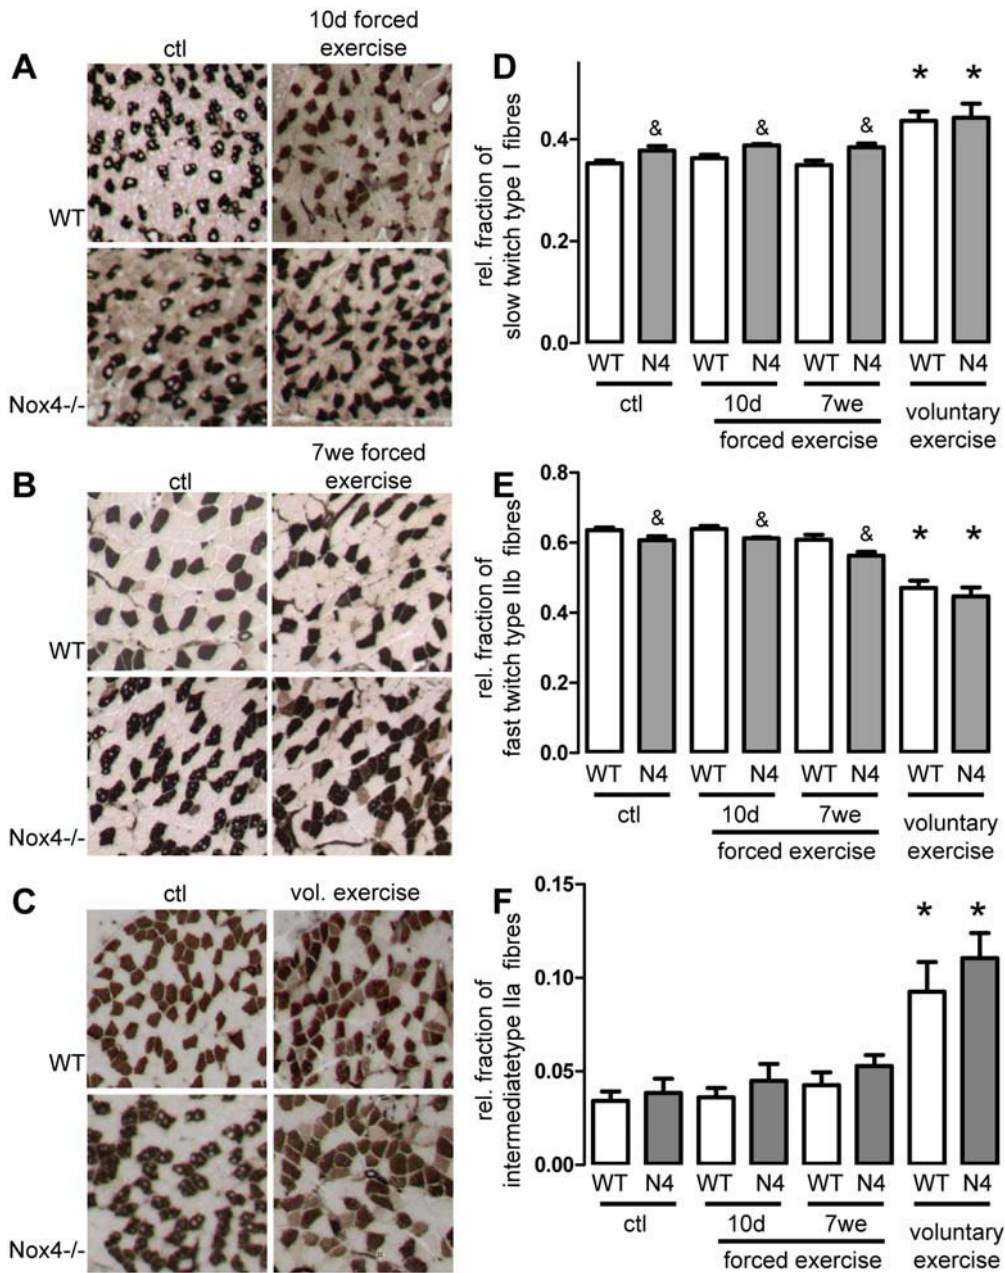 A
ctl
10d forced
exercise
WT
Nox4-/-
B
ctl
7we forced
exercise
WT
Nox4-/-
C
ctl
vol. exercise
WT
Nox4-/-
D
rel. fraction of
slow twitch type I fibres
0.4
0.2
0.0
& & & * *
WT N4 WT N4 WT N4 WT N4
ctl 10d 7we voluntary
forced exercise exercise
E
rel. fraction of
fast twitch type IIb fibres
0.8
0.6
0.4
0.2
0.0
& & & * *
WT N4 WT N4 WT N4 WT N4
ctl 10d 7we voluntary
forced exercise exercise
F
rel. fraction of
intermediatetype IIa fibres
0.15
0.10
0.05
0.00
* *
WT N4 WT N4 WT N4 WT N4
ctl 10d 7we voluntary
forced exercise exercise